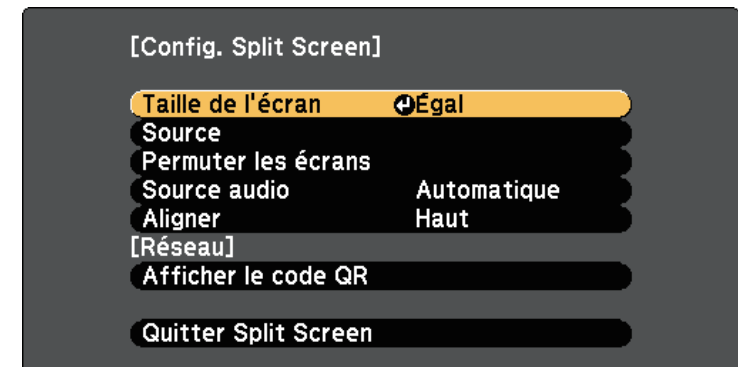 [Config. Split Screen]
Taille de l'écran Égal
Source
Permuter les écrans
Source audio Automatique
Aligner Haut
[Réseau]
Afficher le code QR
Quitter Split Screen